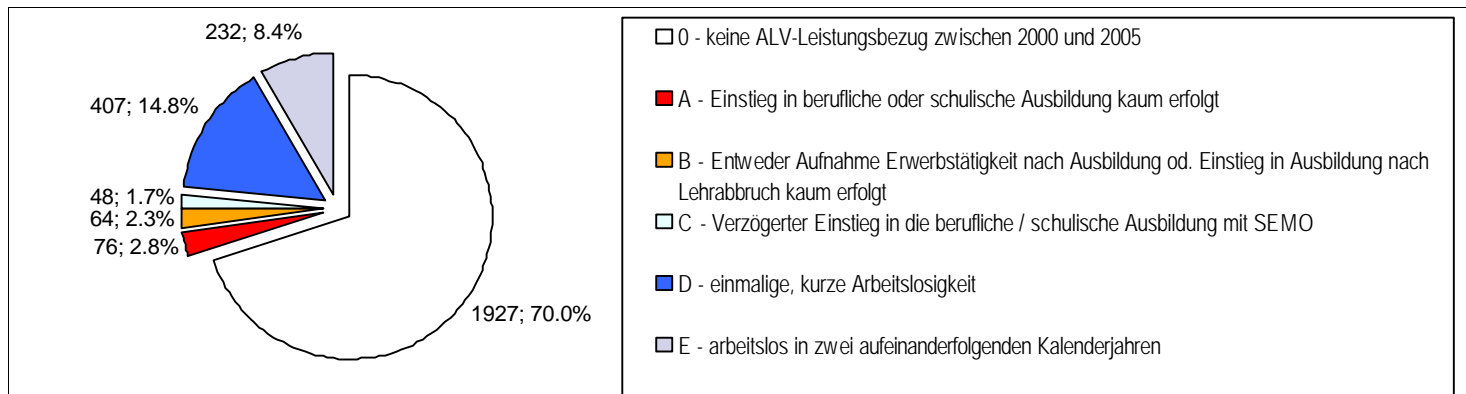 232; 8.4%
407; 14.8%
48; 1.7%
64; 2.3%
76; 2.8%
1927; 70.0%
0 - keine ALV-Leistungsbezug zwischen 2000 und 2005
A - Einstieg in berufliche oder schulische Ausbildung kaum erfolgt
B - Entweder Aufnahme Erwerbstätigkeit nach Ausbildung od. Einstieg in Ausbildung nach
Lehrabbruch kaum erfolgt
C - Verzögerter Einstieg in die berufliche / schulische Ausbildung mit SEMO
D - einmalige, kurze Arbeitslosigkeit
E - arbeitslos in zwei aufeinanderfolgenden Kalenderjahren